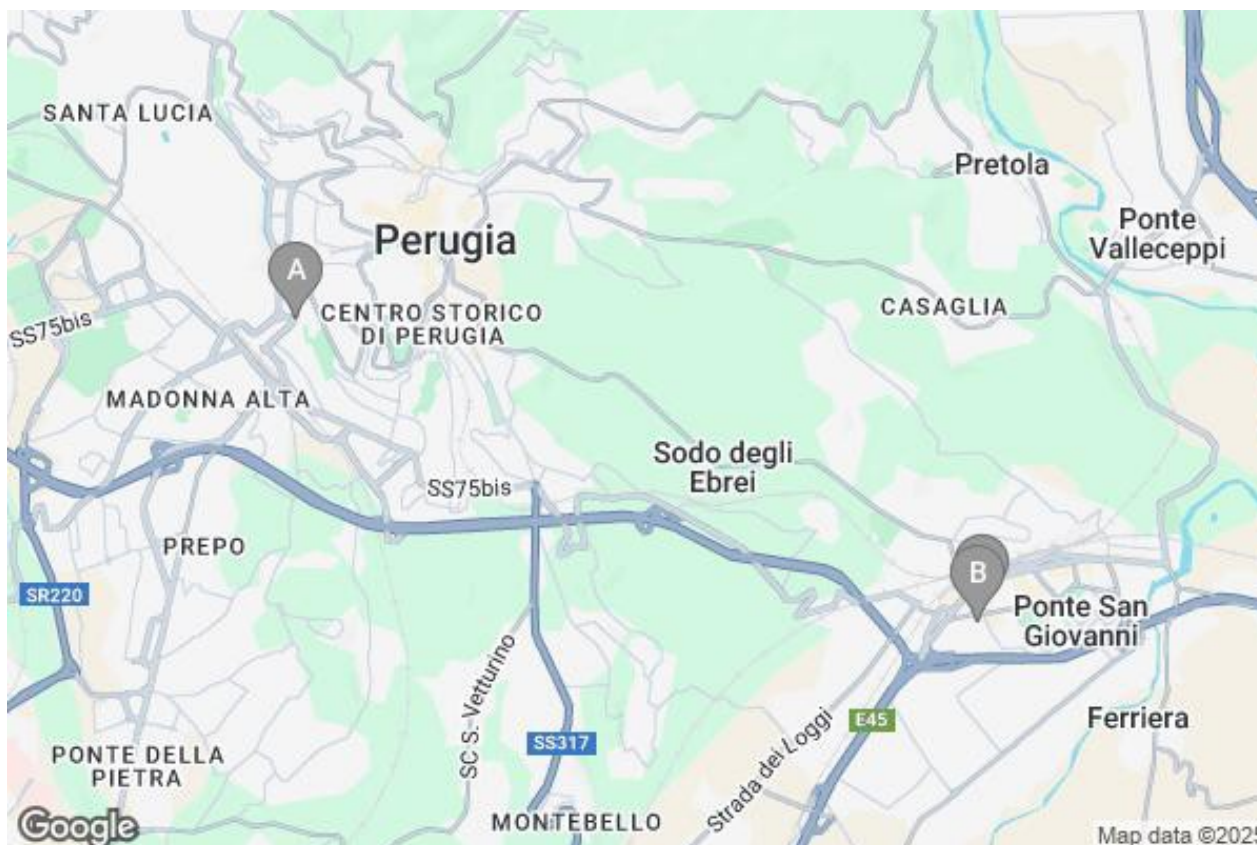 SANTA LUCIA
Pretola
Perugia
Ponte
Valleceppi
A
CENTRO STORICO
DI PERUGIA
CASAGLIA
SS75bis
MADONNA ALTA
Sodo degli
Ebrei
SS75bis
PREPO
B
SR220
Ponte San
Giovanni
SC S. Vetturino
E45
Ferriera
SS317
Strada dei Loggi
PONTE DELLA
PIETRA
MONTEBELLO
Google
Map data ©2025